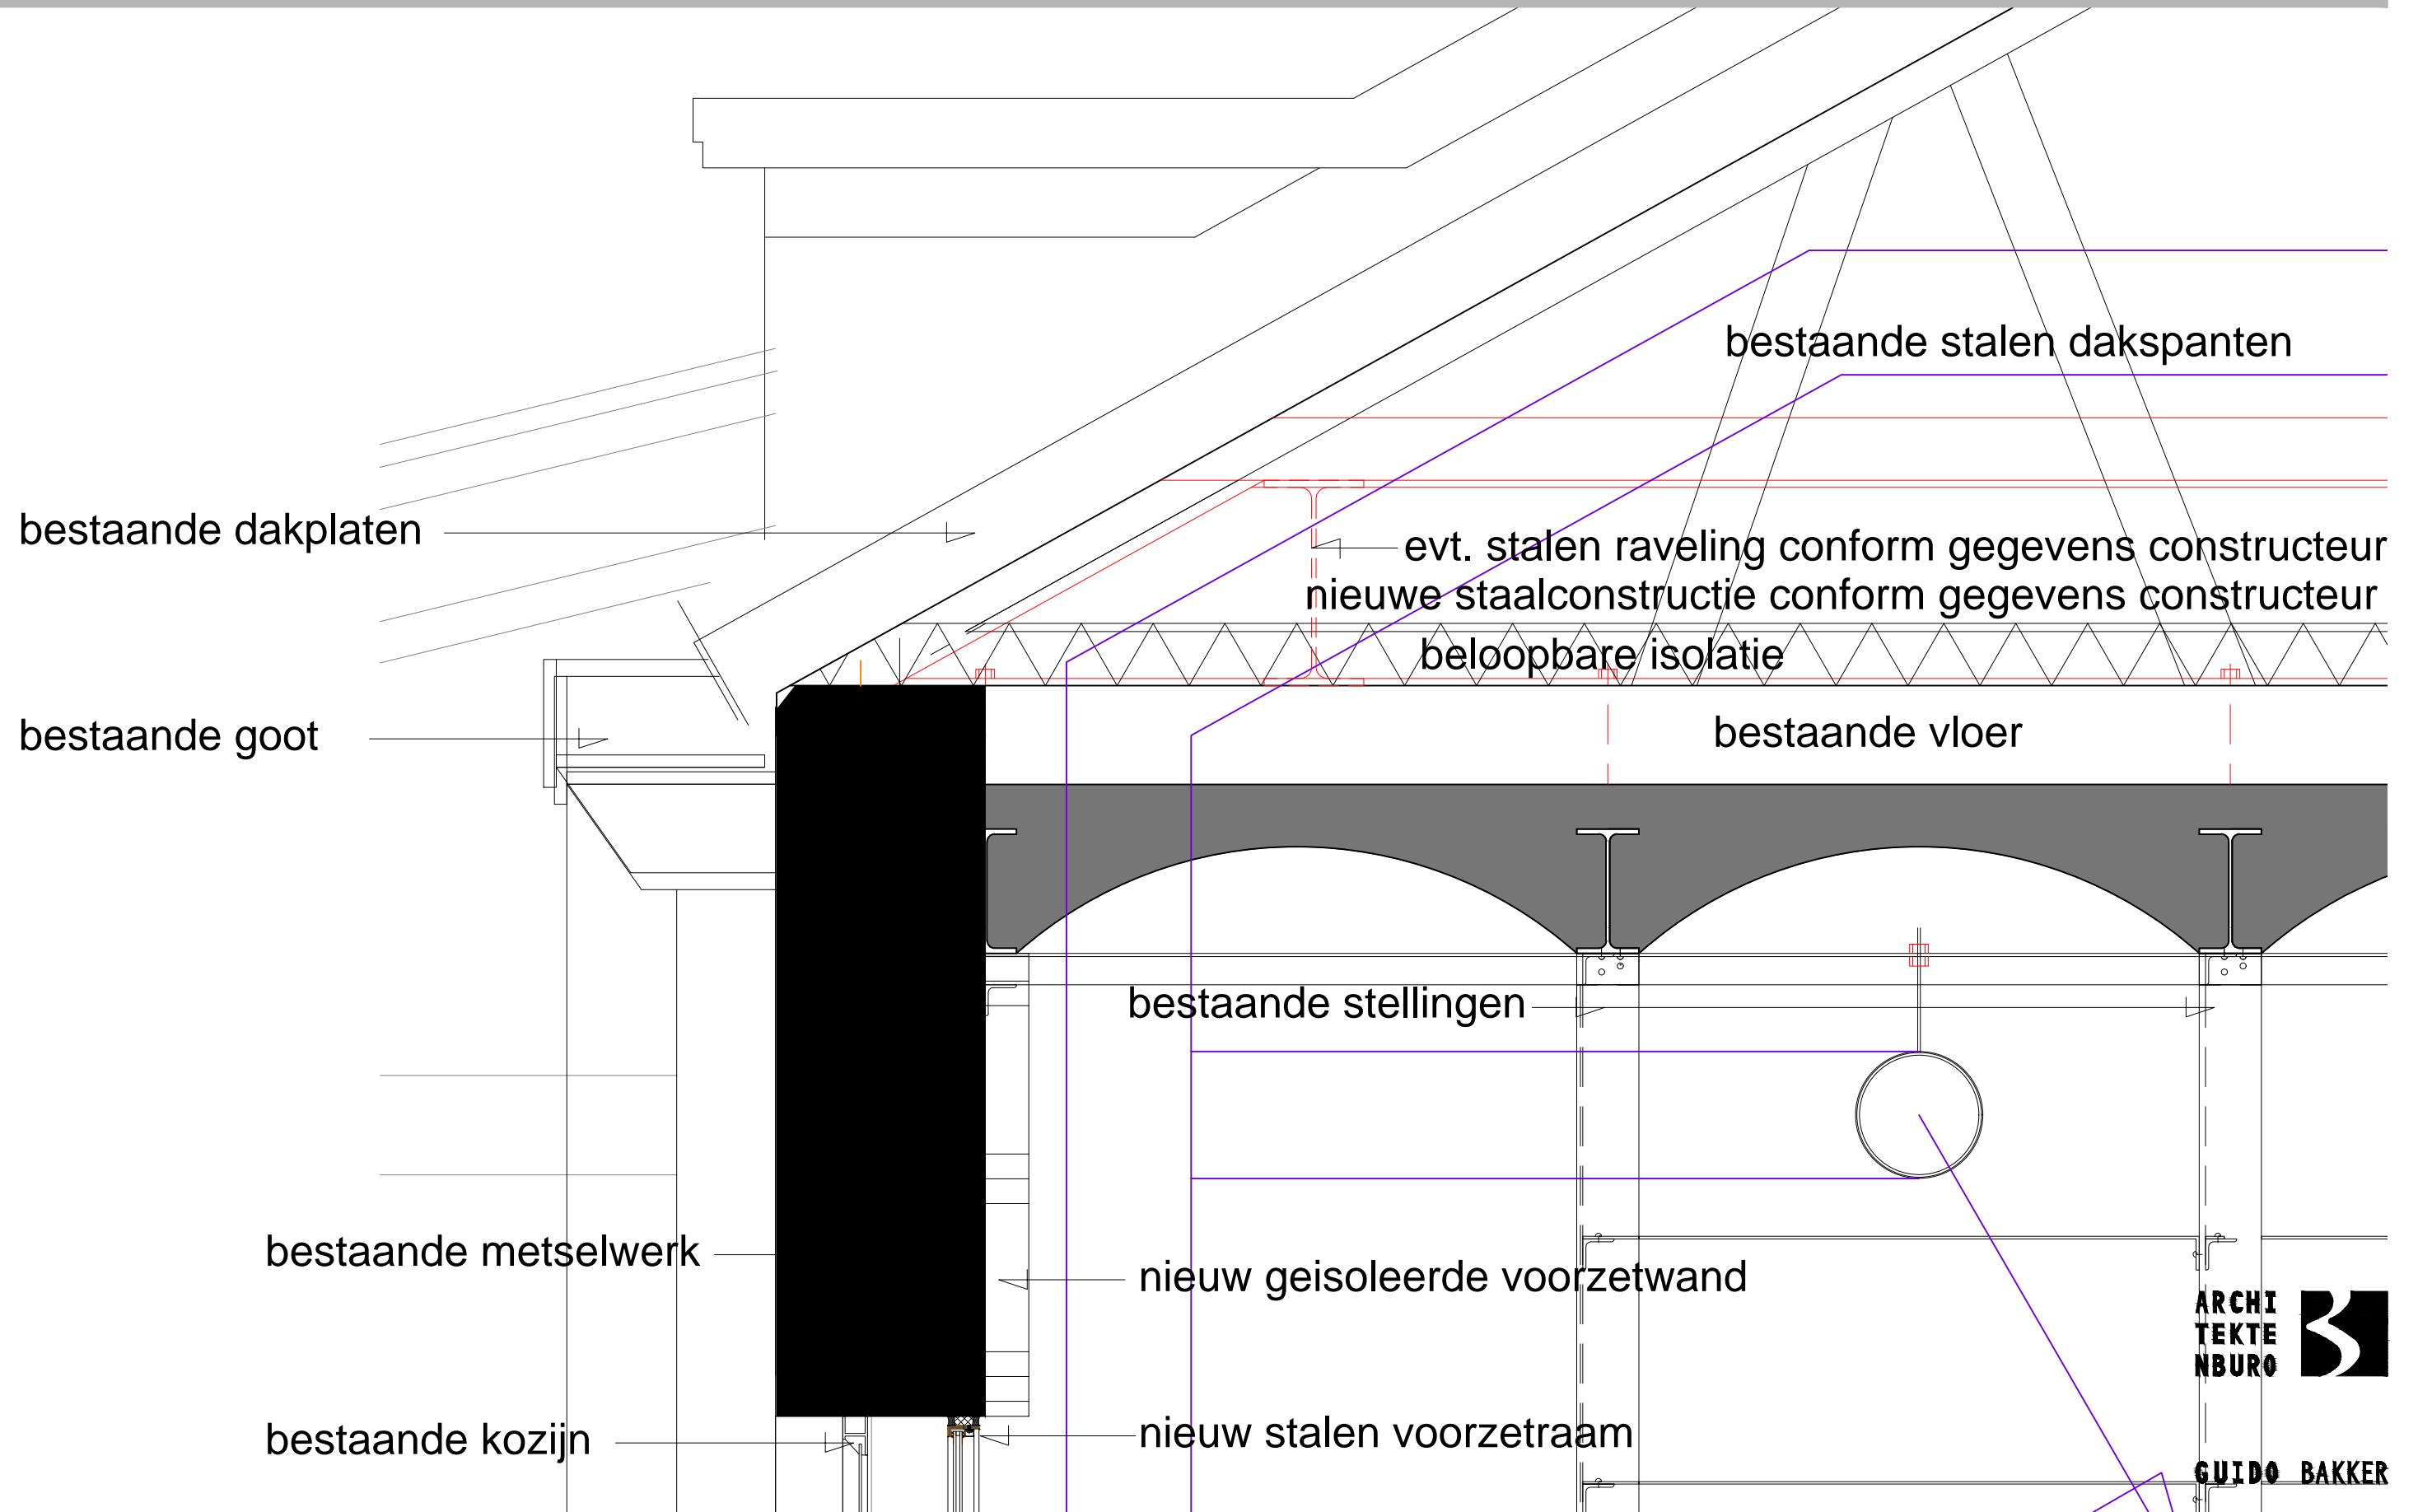 bestaande stalen dakspanten
bestaande dakplaten
evt. stalen raveling conform gegevens constructeur
nieuwe staalconstructie conform gegevens constructeur
beloopbare isolatie
bestaande goot
bestaande vloer
bestaande stellingen
bestaande metselwerk
nieuw geisoleerde voorzetwand
ARCHI
TEKTE
NBURO
bestaande kozijn
nieuw stalen voorzetraam
GUIDO BAKKER